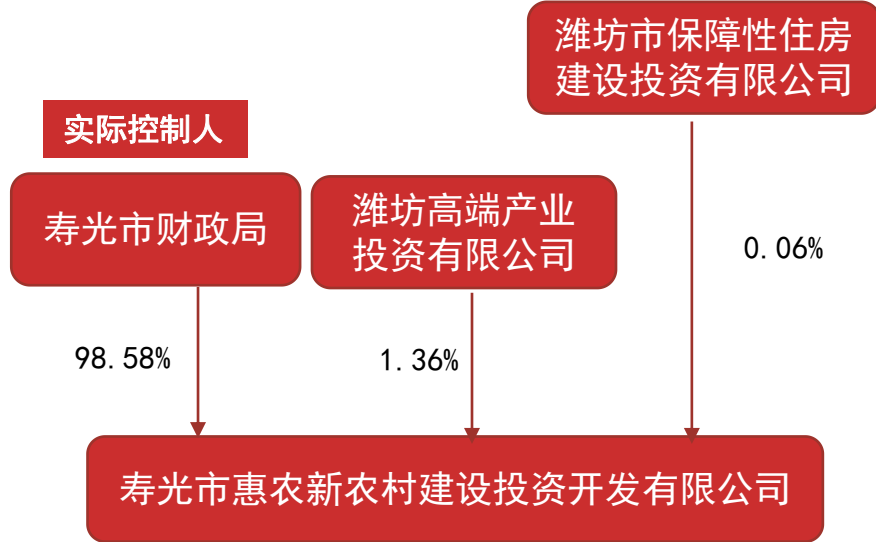 潍坊市保障性住房
建设投资有限公司
实际控制人
寿光市财政局
潍坊高端产业
投资有限公司
0.06%
98.58%
1.36%
寿光市惠农新农村建设投资开发有限公司